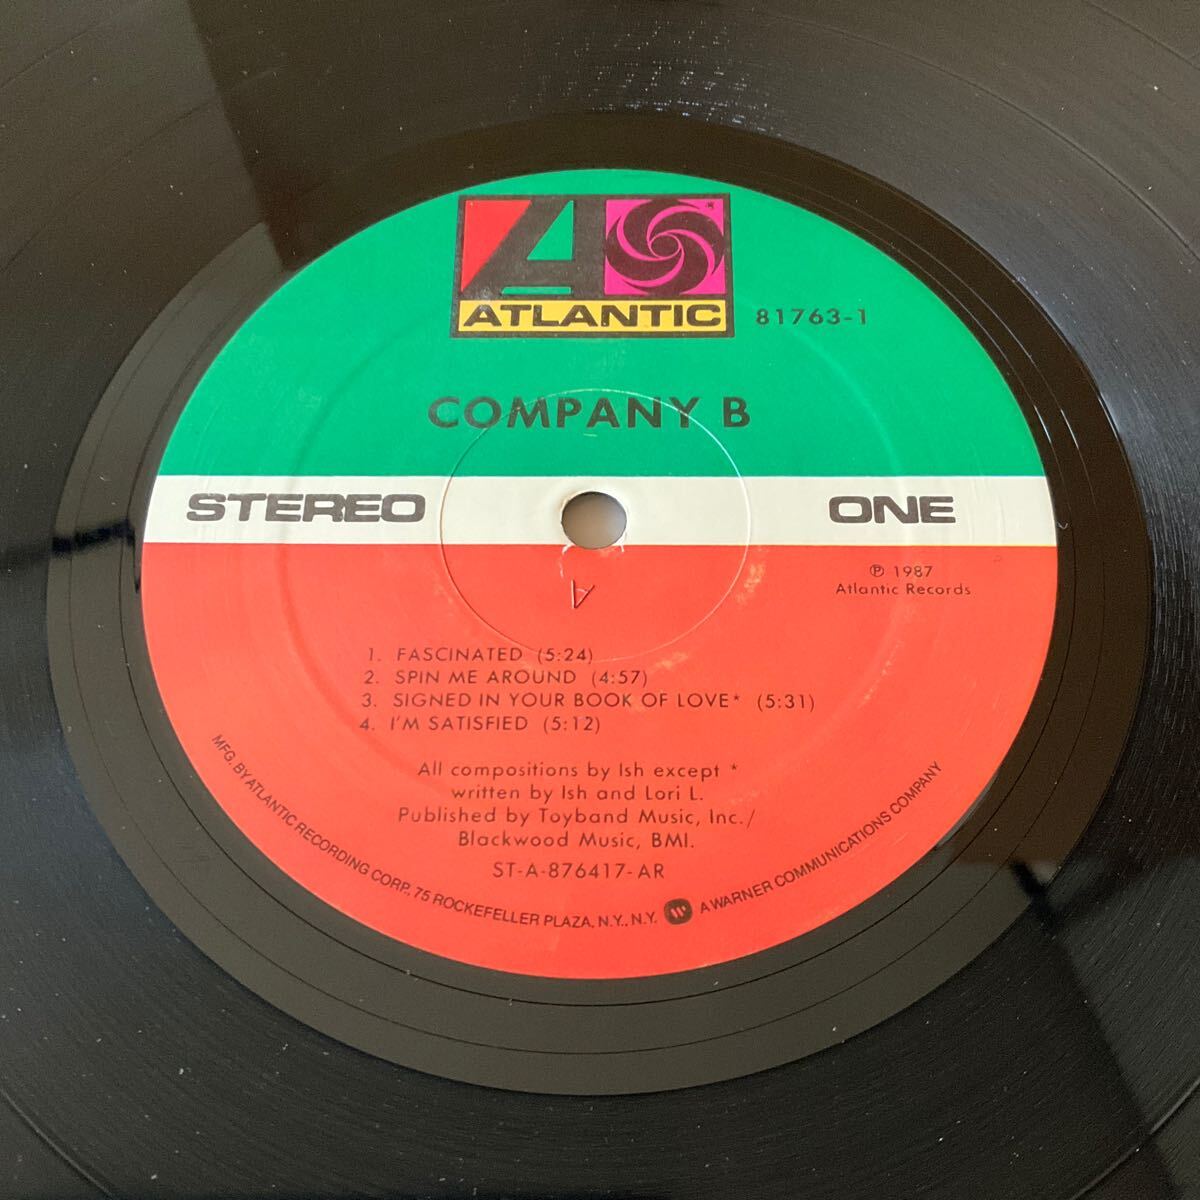 ATLANTIC
81763-1
COMPANY B
STEREO
ONE
℗ 1987
Atlantic Records
A
1. FASCINATED (5:24)
2. SPIN ME AROUND (4:57)
3. SIGNED IN YOUR BOOK OF LOVE* (5:31)
4. I'M SATISFIED (5:12)
All compositions by Ish except *
written by Ish and Lori L.
Published by Toyband Music, Inc./
Blackwood Music, BMI.
ST-A-876417-AR
MFG. BY ATLANTIC RECORDING CORP., 75 ROCKEFELLER PLAZA, N.Y., N.Y. A WARNER COMMUNICATIONS COMPANY